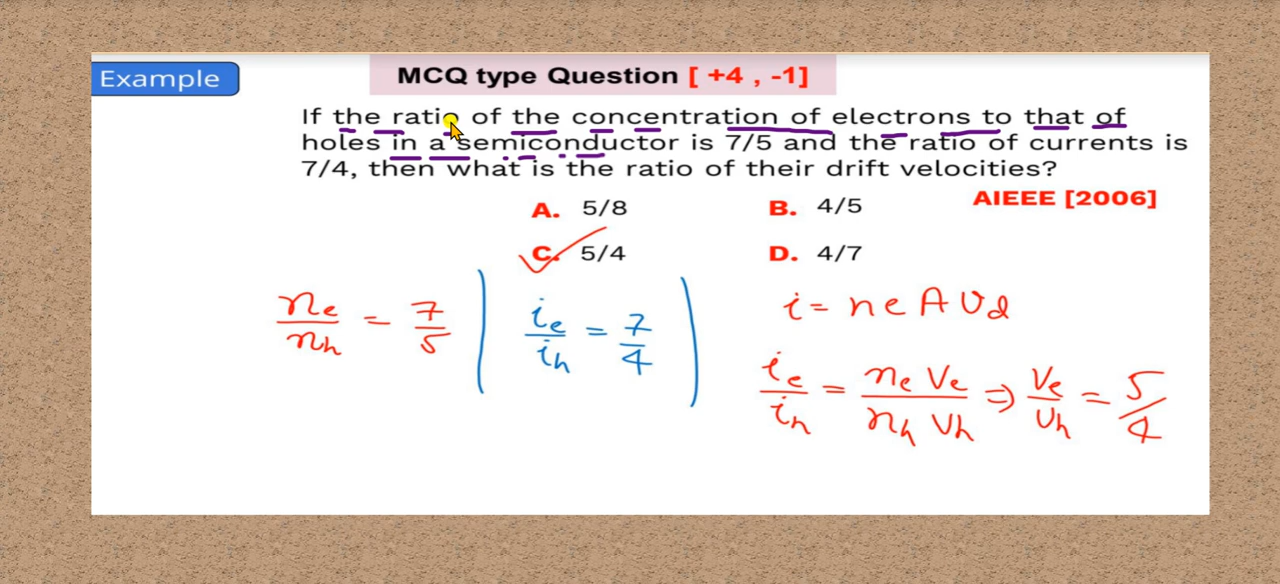 Example
MCQ type Question [ +4 , -1]
If the ratio of the concentration of electrons to that of
holes in a semiconductor is 7/5 and the ratio of currents is
7/4, then what is the ratio of their drift velocities?
AIEEE [2006]
A. 5/8
B. 4/5
C. 5/4
D. 4/7
ne/nh = 7/5
ie/ih = 7/4
i = neAvd
ie/ih = neve/nhvh ⇒ ve/vh = 5/4